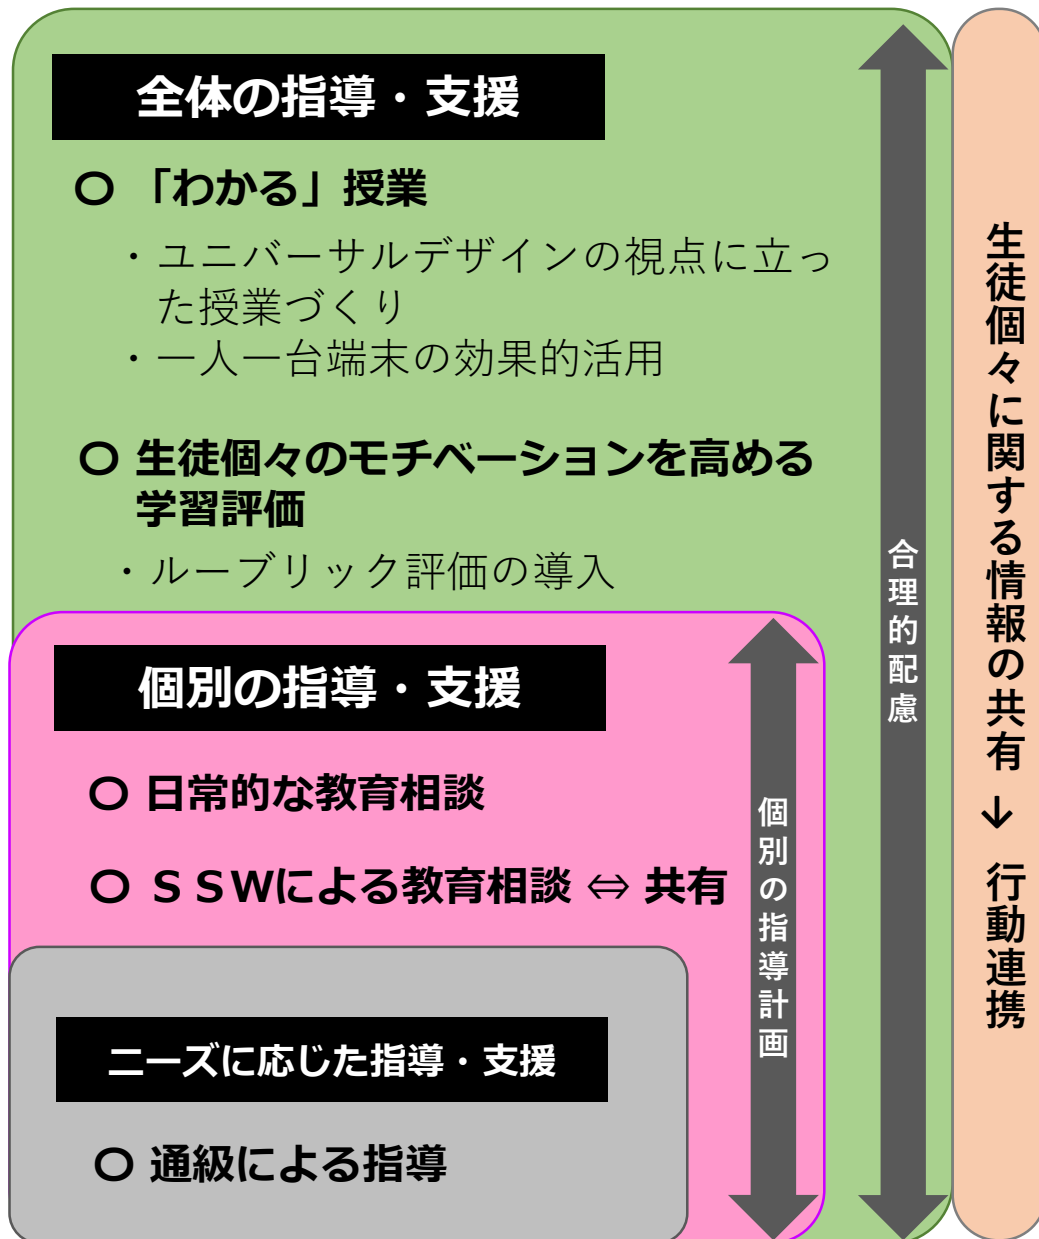 全体の指導・支援
〇 「わかる」授業
・ユニバーサルデザインの視点に立っ
た授業づくり
・一人一台端末の効果的活用
〇 生徒個々のモチベーションを高める
学習評価
・ルーブリック評価の導入
個別の指導・支援
〇 日常的な教育相談
〇 ＳＳＷによる教育相談 ⇔ 共有
ニーズに応じた指導・支援
〇 通級による指導
個別の指導計画
合理的配慮
生徒個々に関する情報の共有 → 行動連携